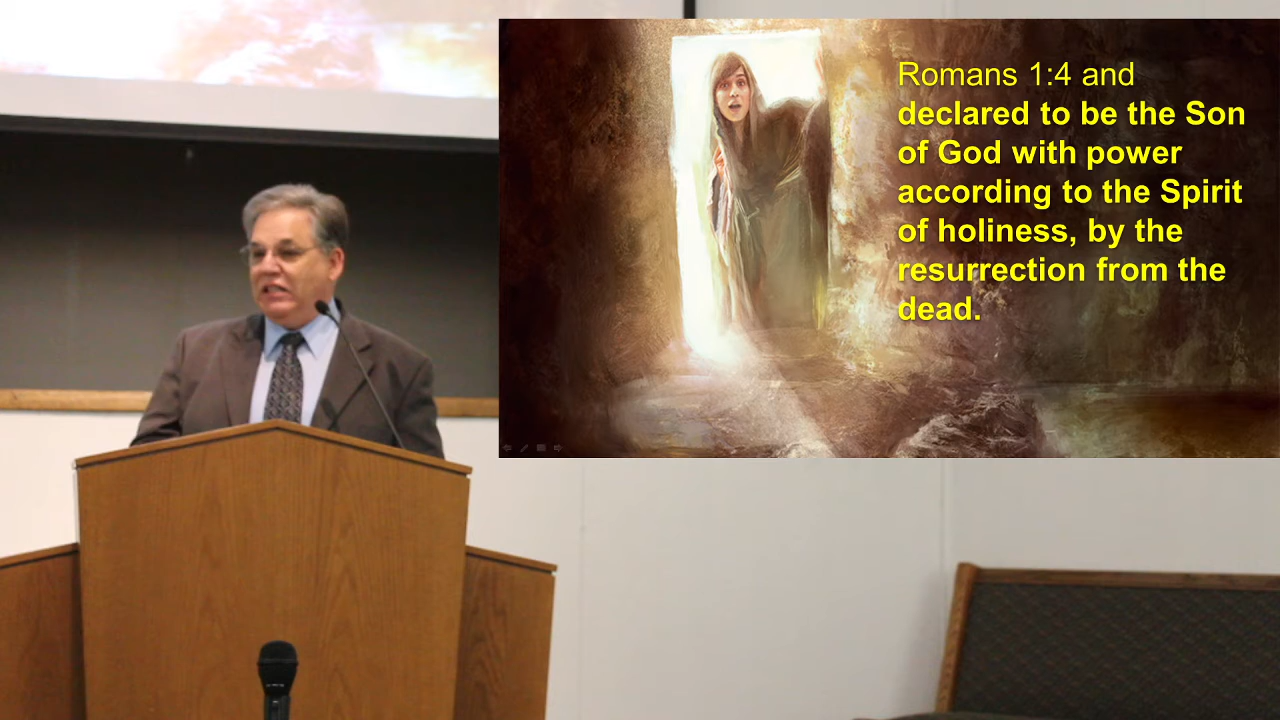 Romans 1:4 and
declared to be the Son
of God with power
according to the Spirit
of holiness, by the
resurrection from the
dead.